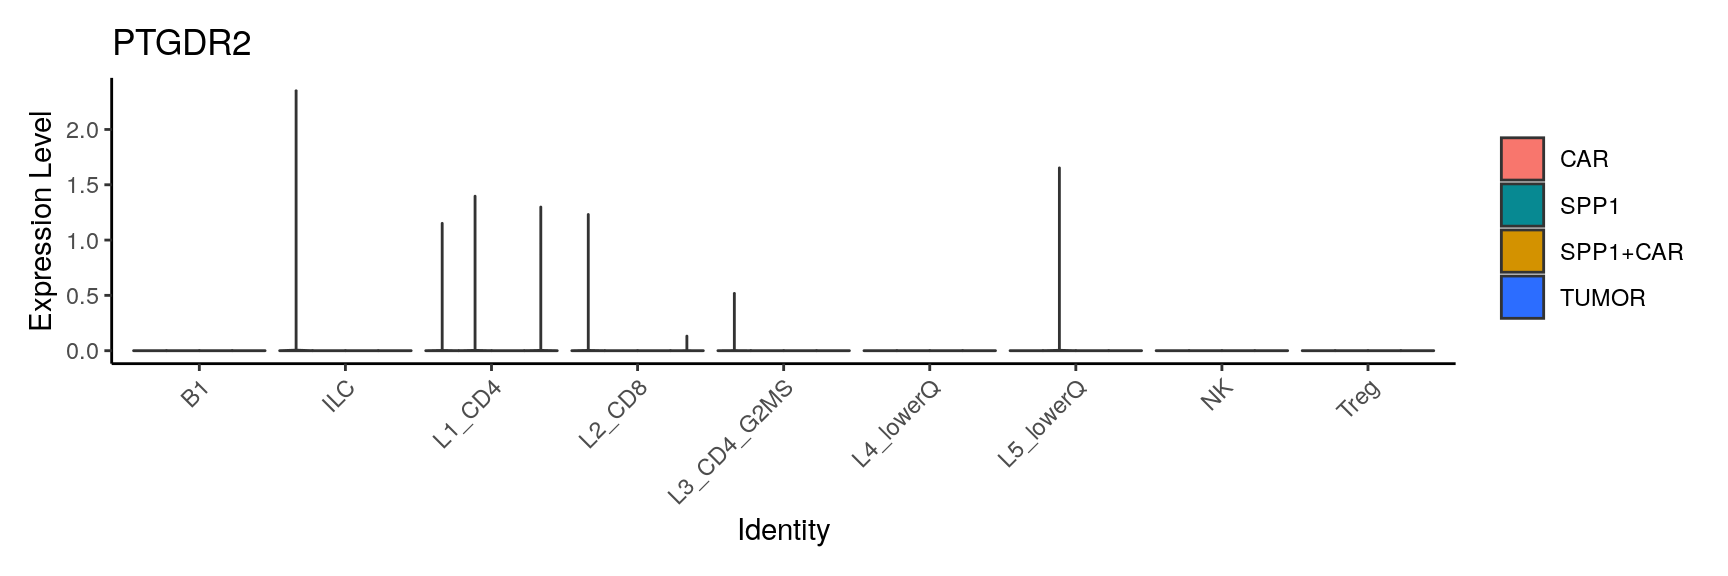 PTGDR2
Expression Level
2.0
1.5
1.0
0.5
0.0
B1
ILC
L1_CD4
L2_CD8
L3_CD4_G2MS
L4_lowerQ
L5_lowerQ
NK
Treg
Identity
CAR
SPP1
SPP1+CAR
TUMOR